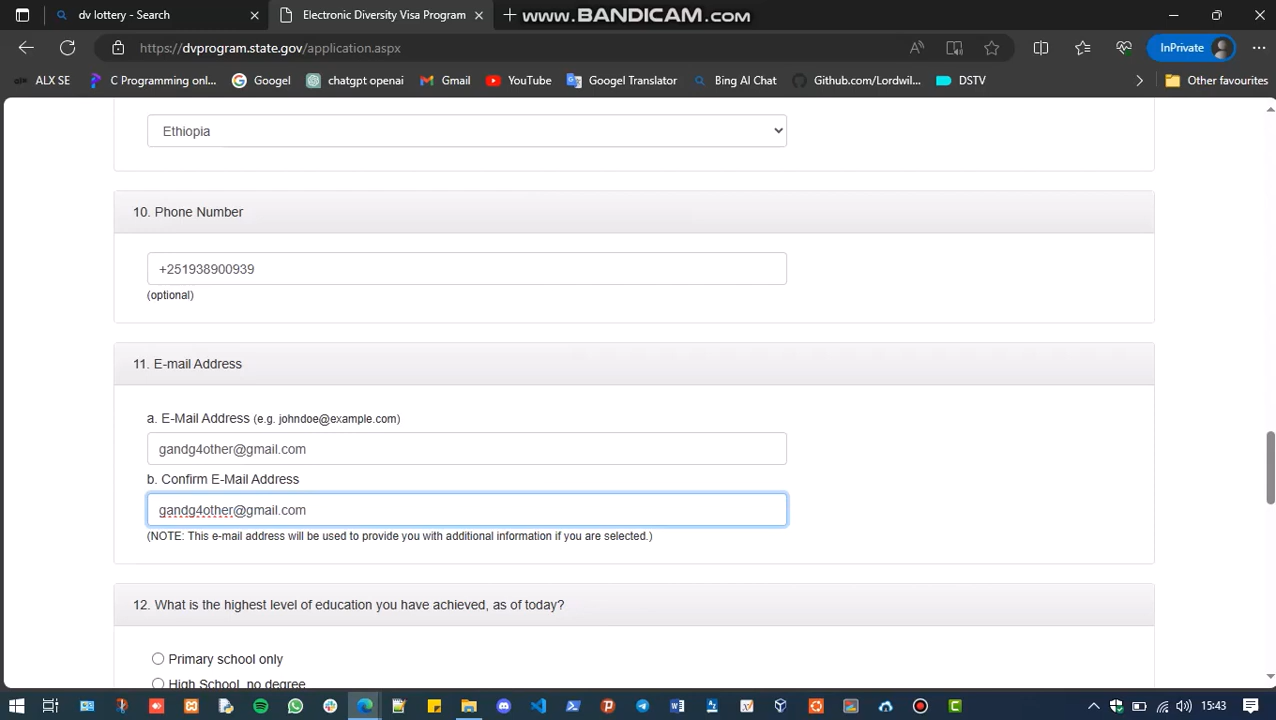 dv lottery - Search
Electronic Diversity Visa Program
www.BANDICAM.com
https://dvprogram.state.gov/application.aspx
InPrivate
ALX SE
C Programming onl...
Googel
chatgpt openai
Gmail
YouTube
Googel Translator
Bing AI Chat
Github.com/Lordwil...
DSTV
Other favourites
Ethiopia
10. Phone Number
+251938900939
(optional)
11. E-mail Address
a. E-Mail Address (e.g. johndoe@example.com)
gandg4other@gmail.com
b. Confirm E-Mail Address
gandg4other@gmail.com
(NOTE: This e-mail address will be used to provide you with additional information if you are selected.)
12. What is the highest level of education you have achieved, as of today?
Primary school only
High School, no degree
15:43